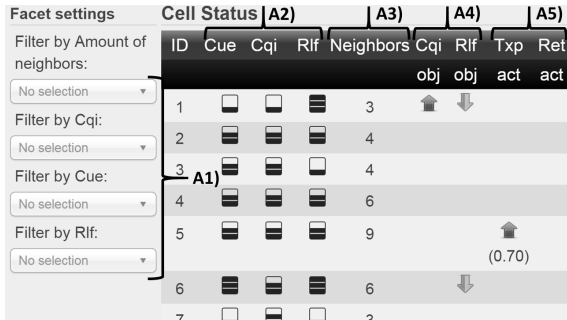 Facet settings
Cell Status A2) A3) A4) A5)
Filter by Amount of neighbors:
No selection
Filter by Cqi:
No selection
Filter by Cue:
No selection
Filter by Rlf:
No selection
A1)
ID Cue Cqi Rlf Neighbors Cqi Rlf Txp Ret
obj obj act act
1 3
2 4
3 4
4 6
5 9
(0.70)
6 6
7 3